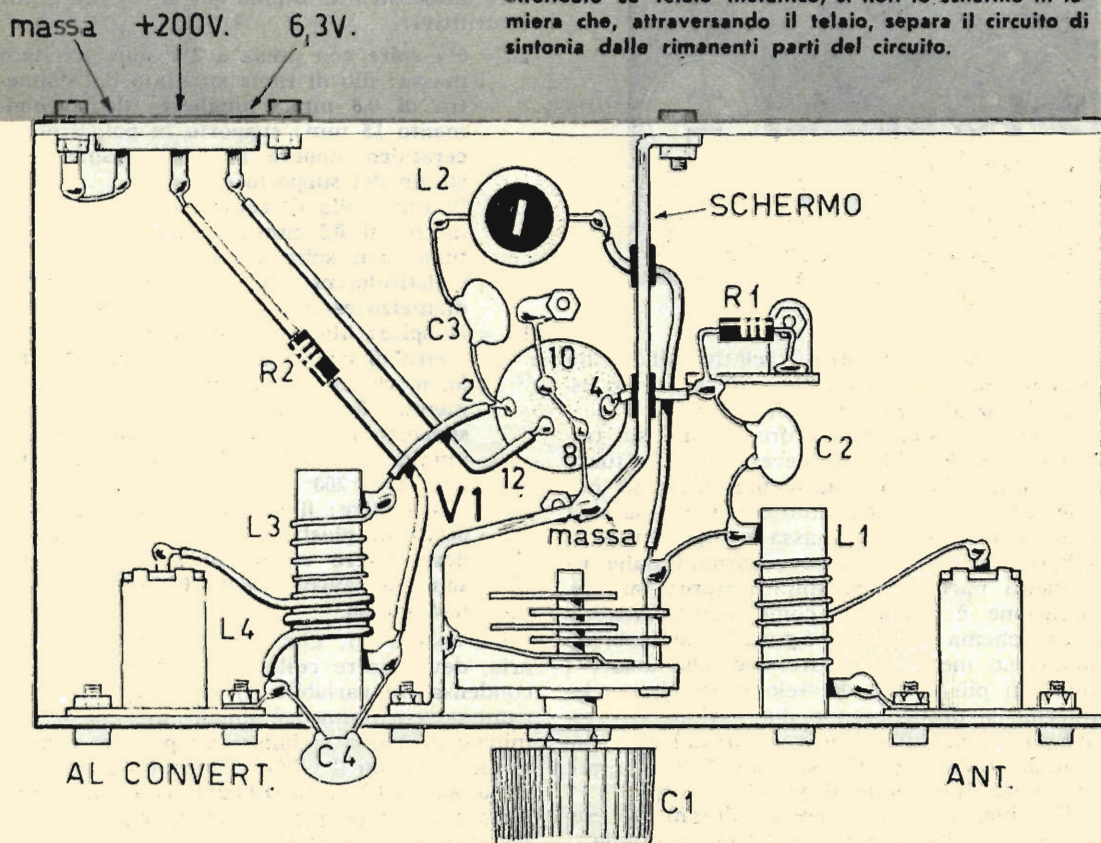 miera che, attraversando il telaio, separa il circuito di
sintonia dalle rimanenti parti del circuito.
massa +200V. 6,3V.
L2
SCHERMO
R1
C3
10
R2
2
4
C2
8
12
V1
L3
massa
L1
L4
C4
AL CONVERT.
C1
ANT